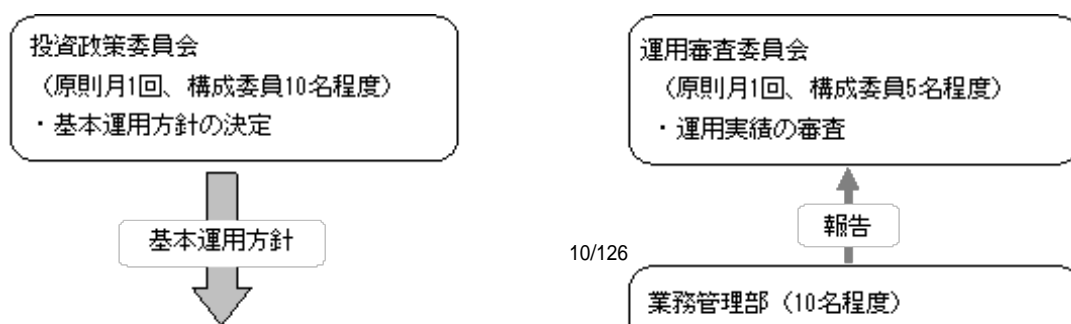 投資政策委員会
（原則月1回、構成委員10名程度）
・基本運用方針の決定
基本運用方針
運用審査委員会
（原則月1回、構成委員5名程度）
・運用実績の審査
報告
10/126
業務管理部（10名程度）